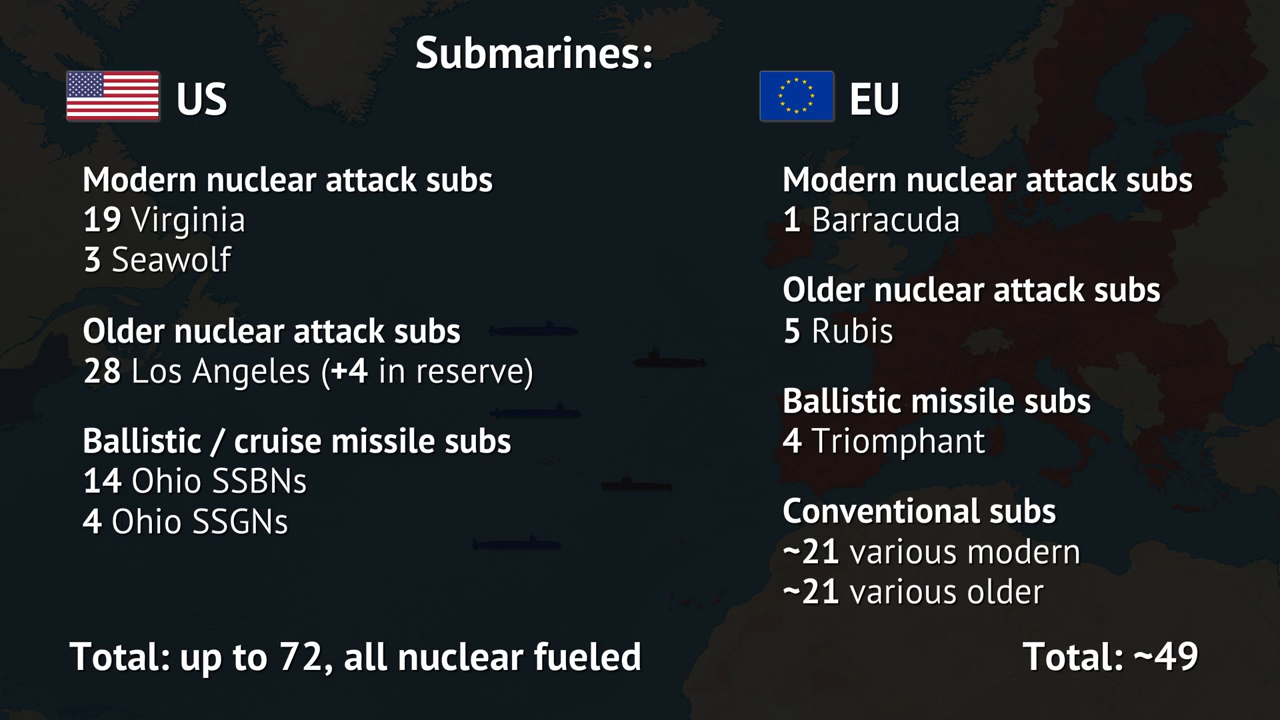 Submarines:
US
Modern nuclear attack subs
19 Virginia
3 Seawolf
Older nuclear attack subs
28 Los Angeles (+4 in reserve)
Ballistic / cruise missile subs
14 Ohio SSBNs
4 Ohio SSGNs
Total: up to 72, all nuclear fueled
EU
Modern nuclear attack subs
1 Barracuda
Older nuclear attack subs
5 Rubis
Ballistic missile subs
4 Triomphant
Conventional subs
~21 various modern
~21 various older
Total: ~49